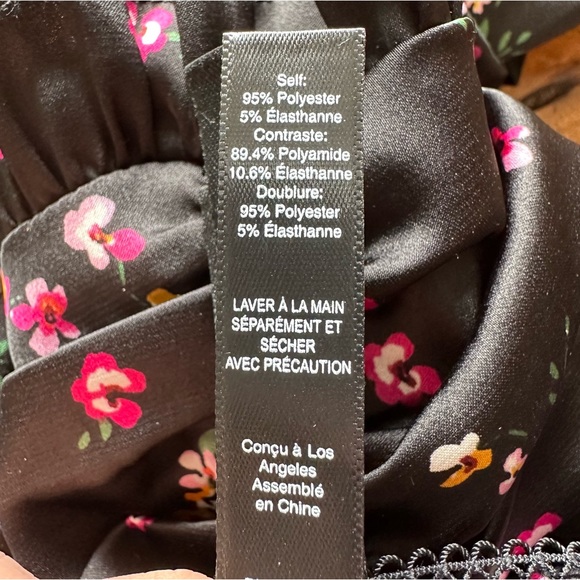 Self:
95% Polyester
5% Élasthanne
Contraste:
89.4% Polyamide
10.6% Élasthanne
Doublure:
95% Polyester
5% Élasthanne
LAVER À LA MAIN
SÉPARÉMENT ET
SÉCHER
AVEC PRÉCAUTION
Conçu à Los
Angeles
Assemblé
en Chine